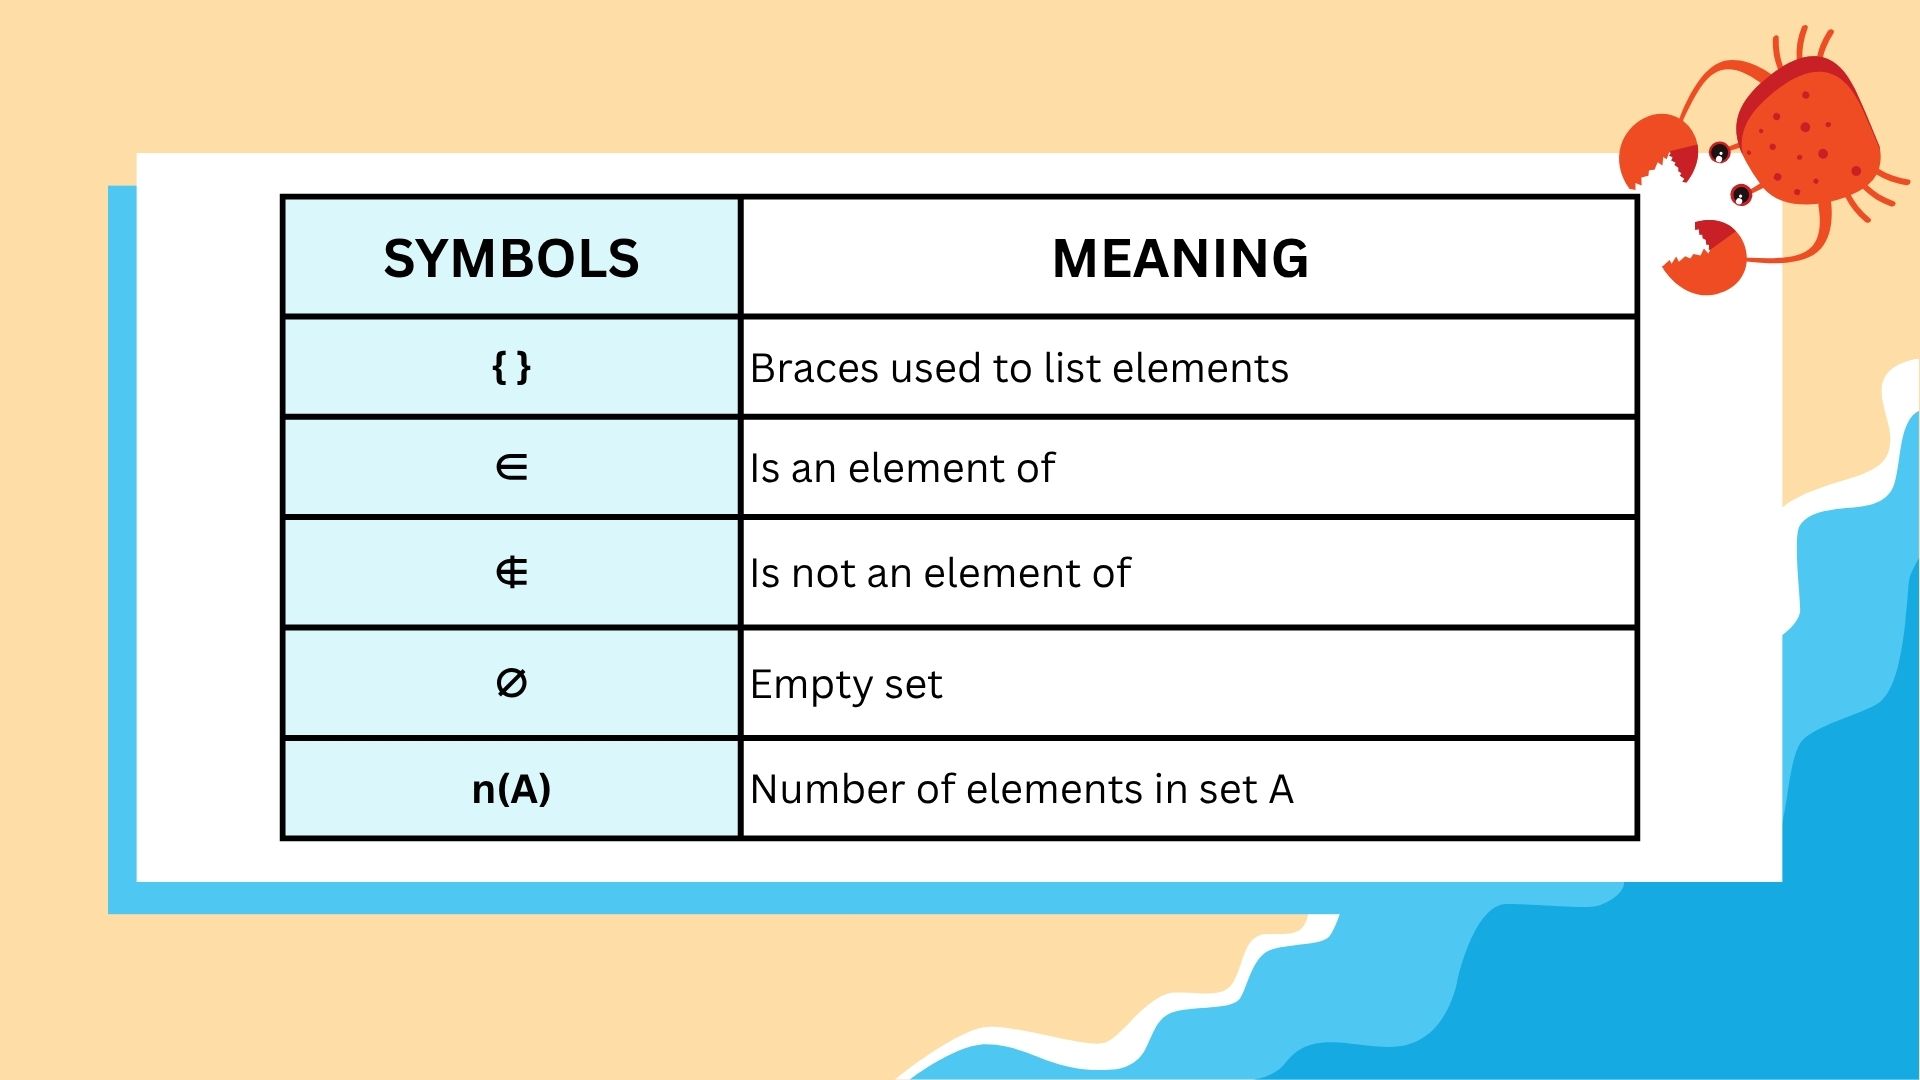 SYMBOLS MEANING
{ } Braces used to list elements
∈ Is an element of
∉ Is not an element of
∅ Empty set
n(A) Number of elements in set A